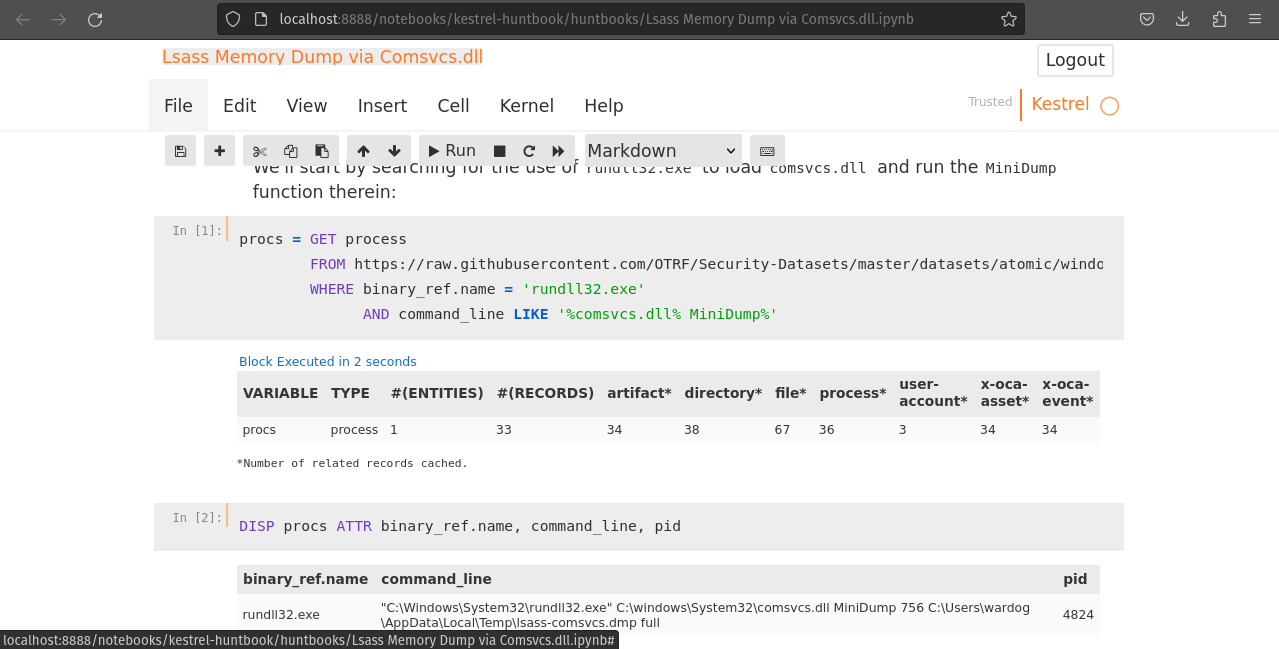 localhost:8888/notebooks/kestrel-huntbook/huntbooks/Lsass Memory Dump via Comsvcs.dll.ipynb
Lsass Memory Dump via Comsvcs.dll
Logout
File Edit View Insert Cell Kernel Help
Trusted Kestrel
Run Markdown
We'll start by searching for the use of rundll32.exe to load comsvcs.dll and run the MiniDump
function therein:
In [1]: procs = GET process
FROM https://raw.githubusercontent.com/OTRF/Security-Datasets/master/datasets/atomic/windo
WHERE binary_ref.name = 'rundll32.exe'
AND command_line LIKE '%comsvcs.dll% MiniDump%'
Block Executed in 2 seconds
VARIABLE TYPE #(ENTITIES) #(RECORDS) artifact* directory* file* process* user-account* x-oca-asset* x-oca-event*
procs process 1 33 34 38 67 36 3 34 34
*Number of related records cached.
In [2]: DISP procs ATTR binary_ref.name, command_line, pid
binary_ref.name command_line pid
rundll32.exe "C:\Windows\System32\rundll32.exe" C:\windows\System32\comsvcs.dll MiniDump 756 C:\Users\wardog
\AppData\Local\Temp\lsass-comsvcs.dmp full 4824
localhost:8888/notebooks/kestrel-huntbook/huntbooks/Lsass Memory Dump via Comsvcs.dll.ipynb#